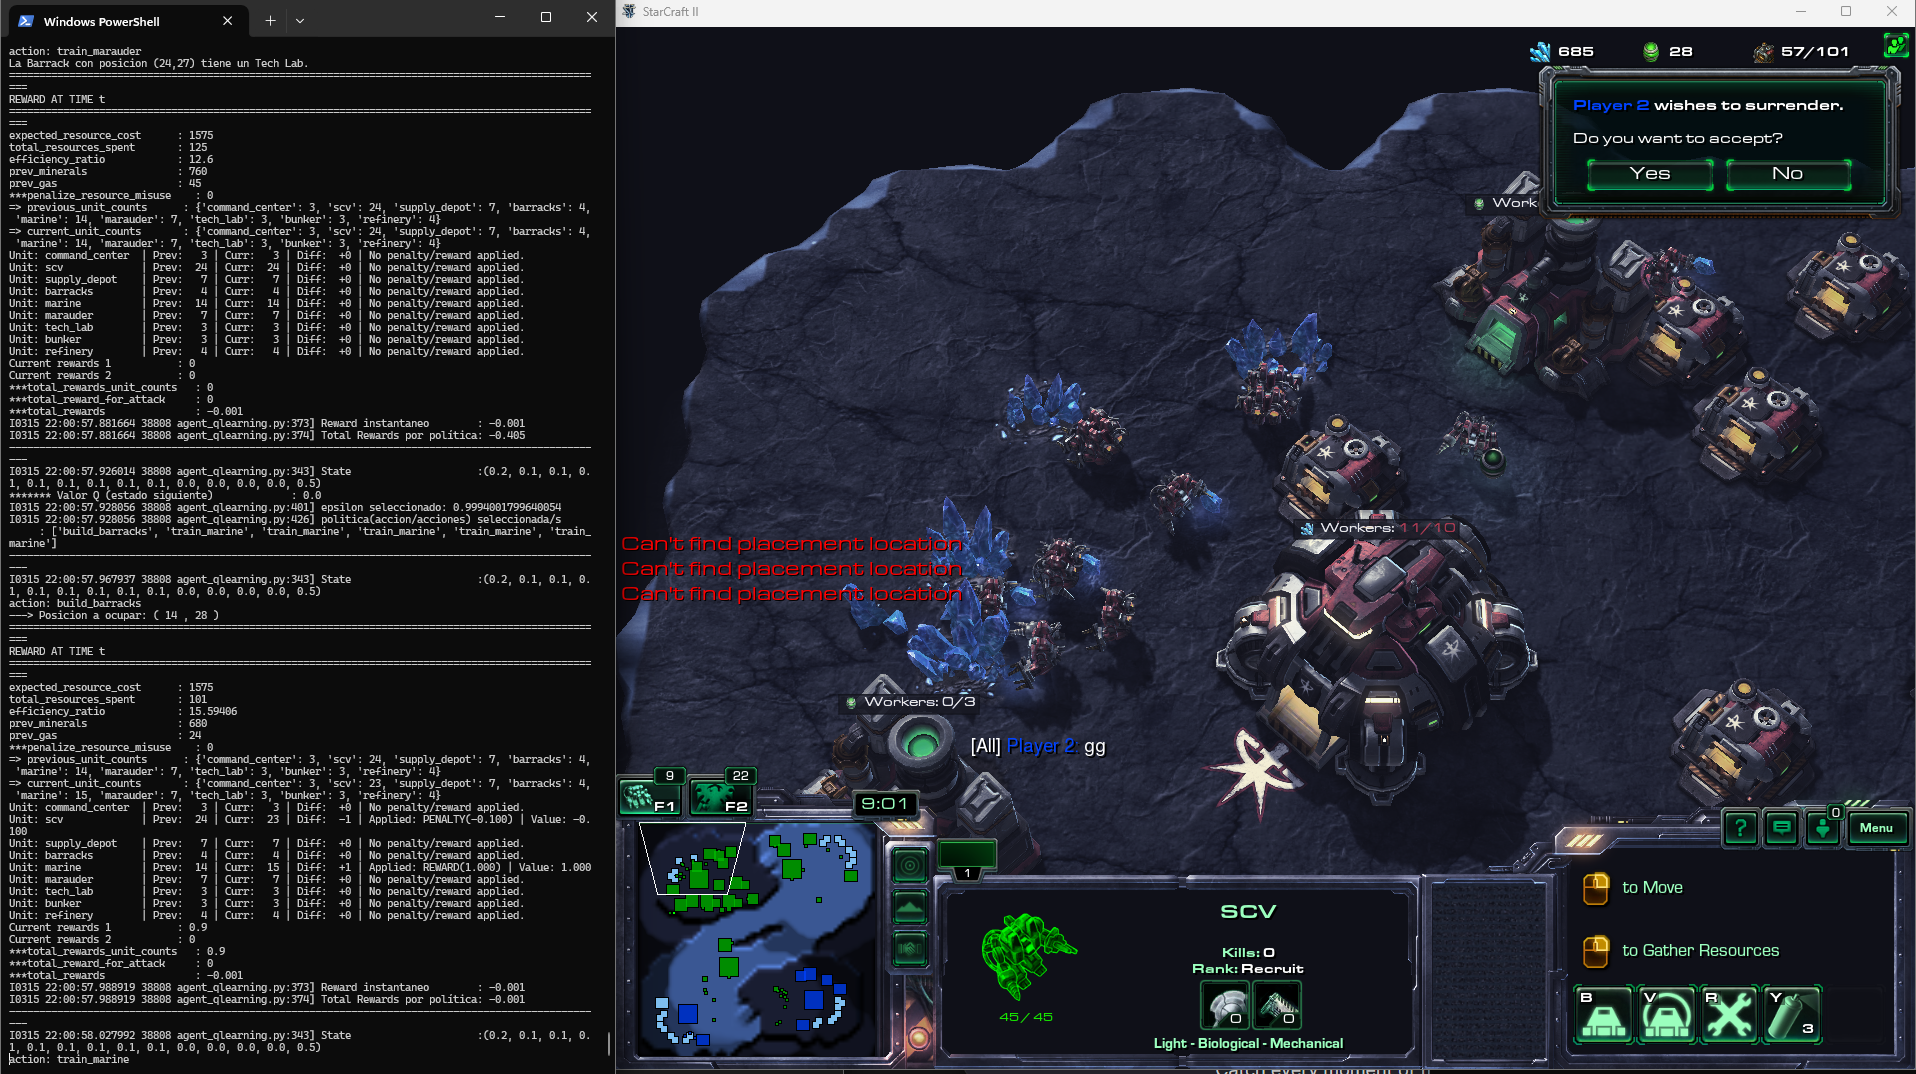 Windows PowerShell
action: train_marauder
La Barrack con posicion (24,27) tiene un Tech Lab.
================================================================================================
===
REWARD AT TIME t
================================================================================================
===
expected_resource_cost      : 1575
total_resources_spent       : 125
efficiency_ratio            : 12.6
prev_minerals               : 760
prev_gas                    : 45
***penalize_resource_misuse    : 0
=> previous_unit_counts      : {'command_center': 3, 'scv': 24, 'supply_depot': 7, 'barracks': 4,
 'marine': 14, 'marauder': 7, 'tech_lab': 3, 'bunker': 3, 'refinery': 4}
=> current_unit_counts       : {'command_center': 3, 'scv': 24, 'supply_depot': 7, 'barracks': 4,
 'marine': 14, 'marauder': 7, 'tech_lab': 3, 'bunker': 3, 'refinery': 4}
Unit: command_center  | Prev:   3 | Curr:   3 | Diff:  +0 | No penalty/reward applied.
Unit: scv             | Prev:  24 | Curr:  24 | Diff:  +0 | No penalty/reward applied.
Unit: supply_depot    | Prev:   7 | Curr:   7 | Diff:  +0 | No penalty/reward applied.
Unit: barracks        | Prev:   4 | Curr:   4 | Diff:  +0 | No penalty/reward applied.
Unit: marine          | Prev:  14 | Curr:  14 | Diff:  +0 | No penalty/reward applied.
Unit: marauder        | Prev:   7 | Curr:   7 | Diff:  +0 | No penalty/reward applied.
Unit: tech_lab        | Prev:   3 | Curr:   3 | Diff:  +0 | No penalty/reward applied.
Unit: bunker          | Prev:   3 | Curr:   3 | Diff:  +0 | No penalty/reward applied.
Unit: refinery        | Prev:   4 | Curr:   4 | Diff:  +0 | No penalty/reward applied.
Current rewards 1             : 0
Current rewards 2             : 0
***total_rewards_unit_counts   : 0
***total_reward_for_attack     : 0
***total_rewards               : -0.001
I0315 22:00:57.881664 38808 agent_qlearning.py:373] Reward instantaneo        : -0.001
I0315 22:00:57.881664 38808 agent_qlearning.py:374] Total Rewards por política: -0.405
------------------------------------------------------------------------------------------------
---
I0315 22:00:57.926014 38808 agent_qlearning.py:343] State                     :(0.2, 0.1, 0.1, 0.
1, 0.1, 0.1, 0.1, 0.1, 0.1, 0.0, 0.0, 0.0, 0.0, 0.5)
******* Valor Q (estado siguiente)             : 0.0
I0315 22:00:57.928056 38808 agent_qlearning.py:401] epsilon seleccionado: 0.9994001799640054
I0315 22:00:57.928056 38808 agent_qlearning.py:426] politica(accion/acciones) seleccionada/s
       : ['build_barracks', 'train_marine', 'train_marine', 'train_marine', 'train_marine', 'train_
marine']
------------------------------------------------------------------------------------------------
---
I0315 22:00:57.967937 38808 agent_qlearning.py:343] State                     :(0.2, 0.1, 0.1, 0.
1, 0.1, 0.1, 0.1, 0.1, 0.1, 0.0, 0.0, 0.0, 0.0, 0.5)
action: build_barracks
---> Posicion a ocupar: ( 14 , 28 )
================================================================================================
===
REWARD AT TIME t
================================================================================================
===
expected_resource_cost      : 1575
total_resources_spent       : 101
efficiency_ratio            : 15.59406
prev_minerals               : 680
prev_gas                    : 24
***penalize_resource_misuse    : 0
=> previous_unit_counts      : {'command_center': 3, 'scv': 24, 'supply_depot': 7, 'barracks': 4,
 'marine': 14, 'marauder': 7, 'tech_lab': 3, 'bunker': 3, 'refinery': 4}
=> current_unit_counts       : {'command_center': 3, 'scv': 23, 'supply_depot': 7, 'barracks': 4,
 'marine': 15, 'marauder': 7, 'tech_lab': 3, 'bunker': 3, 'refinery': 4}
Unit: command_center  | Prev:   3 | Curr:   3 | Diff:  +0 | No penalty/reward applied.
Unit: scv             | Prev:  24 | Curr:  23 | Diff:  -1 | Applied: PENALTY(-0.100) | Value: -0.
100
Unit: supply_depot    | Prev:   7 | Curr:   7 | Diff:  +0 | No penalty/reward applied.
Unit: barracks        | Prev:   4 | Curr:   4 | Diff:  +0 | No penalty/reward applied.
Unit: marine          | Prev:  14 | Curr:  15 | Diff:  +1 | Applied: REWARD(1.000) | Value: 1.000
Unit: marauder        | Prev:   7 | Curr:   7 | Diff:  +0 | No penalty/reward applied.
Unit: tech_lab        | Prev:   3 | Curr:   3 | Diff:  +0 | No penalty/reward applied.
Unit: bunker          | Prev:   3 | Curr:   3 | Diff:  +0 | No penalty/reward applied.
Unit: refinery        | Prev:   4 | Curr:   4 | Diff:  +0 | No penalty/reward applied.
Current rewards 1             : 0.9
Current rewards 2             : 0
***total_rewards_unit_counts   : 0.9
***total_reward_for_attack     : 0
***total_rewards               : -0.001
I0315 22:00:57.988919 38808 agent_qlearning.py:373] Reward instantaneo        : -0.001
I0315 22:00:57.988919 38808 agent_qlearning.py:374] Total Rewards por política: -0.001
------------------------------------------------------------------------------------------------
---
I0315 22:00:58.027992 38808 agent_qlearning.py:343] State                     :(0.2, 0.1, 0.1, 0.
1, 0.1, 0.1, 0.1, 0.1, 0.1, 0.0, 0.0, 0.0, 0.0, 0.5)
action: train_marine
StarCraft II
685 28 57/101
Player 2 wishes to surrender.
Do you want to accept?
Yes No
Workers: 11/10
Can't find placement location
Can't find placement location
Can't find placement location
Workers: 0/3
[All] Player 2: gg
9 22
F1 F2
9:01
1
SCV
Kills: 0
Rank: Recruit
0 0
45/45
Light - Biological - Mechanical
0
? Menu
to Move
to Gather Resources
B V R Y
3